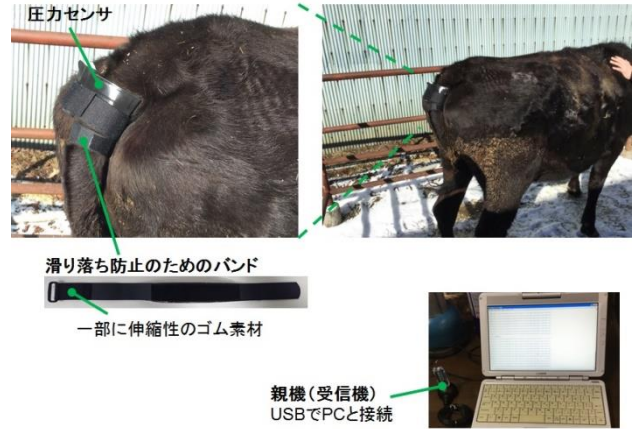 圧力センサ
滑り落ち防止のためのバンド
一部に伸縮性のゴム素材
親機(受信機)
USBでPCと接続